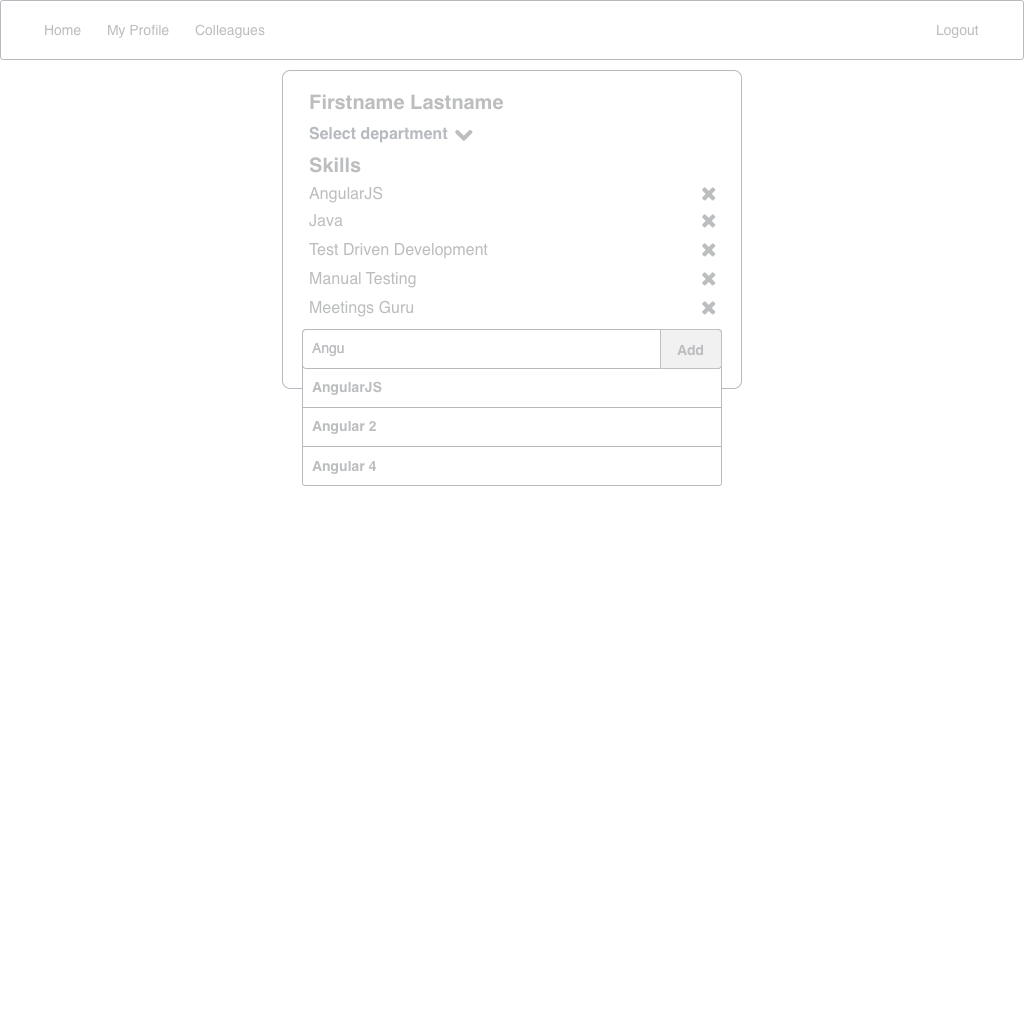 Home My Profile Colleagues Logout
Firstname Lastname
Select department
Skills
AngularJS
Java
Test Driven Development
Manual Testing
Meetings Guru
Angu Add
AngularJS
Angular 2
Angular 4